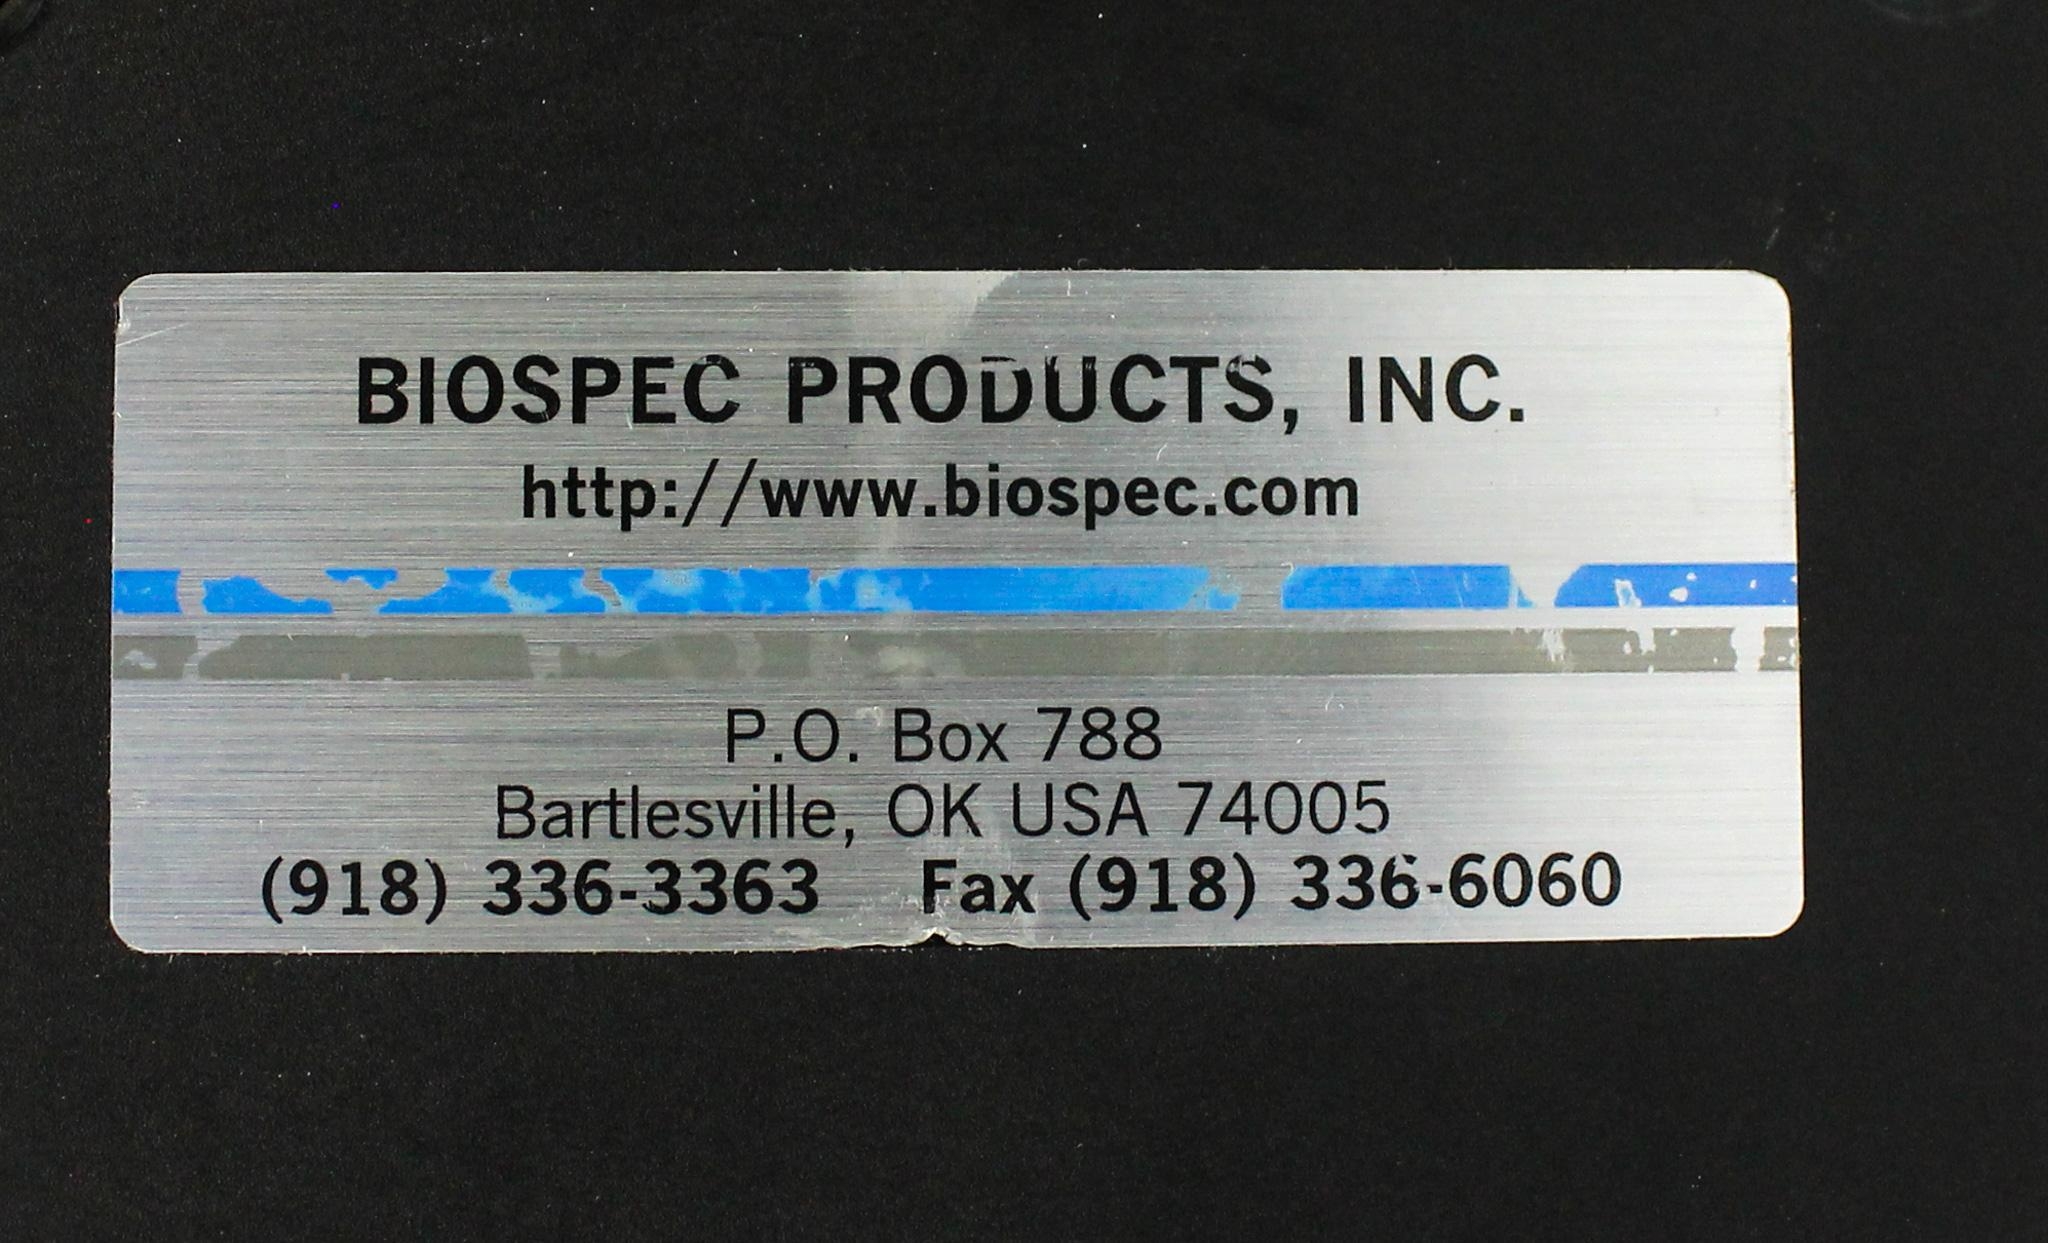 BIOSPEC PRODUCTS, INC.
http://www.biospec.com
P.O. Box 788
Bartlesville, OK USA 74005
(918) 336-3363 Fax (918) 336-6060